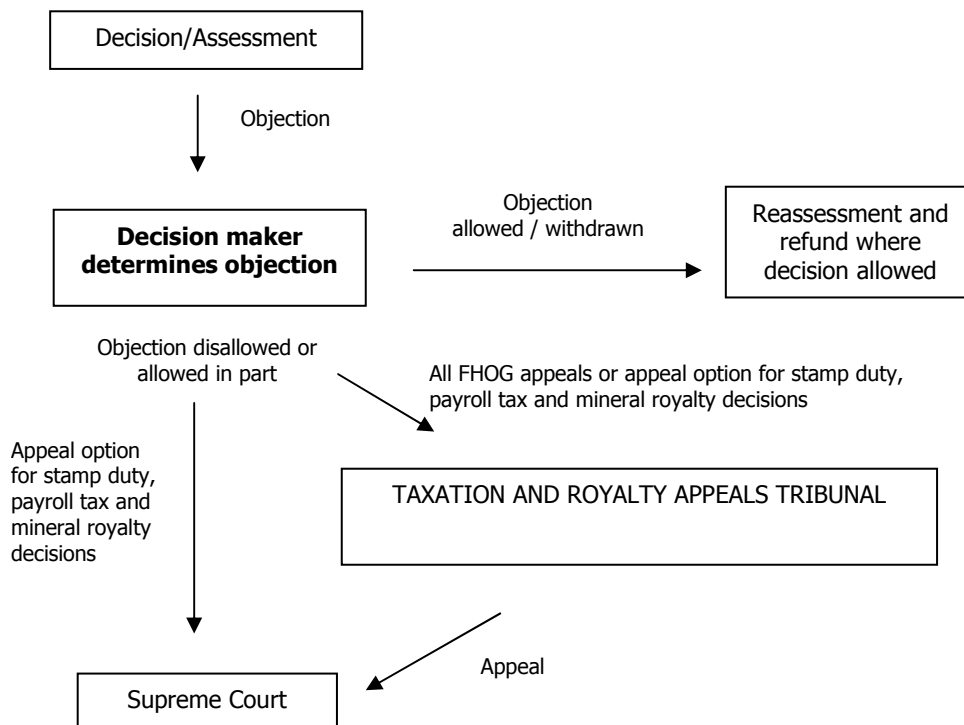 Decision/Assessment
Objection
Objection
allowed / withdrawn
Reassessment and
refund where
decision allowed
Decision maker
determines objection
Objection disallowed or
allowed in part
All FHOG appeals or appeal option for stamp duty,
payroll tax and mineral royalty decisions
Appeal option
for stamp duty,
payroll tax and
mineral royalty
decisions
TAXATION AND ROYALTY APPEALS TRIBUNAL
Appeal
Supreme Court